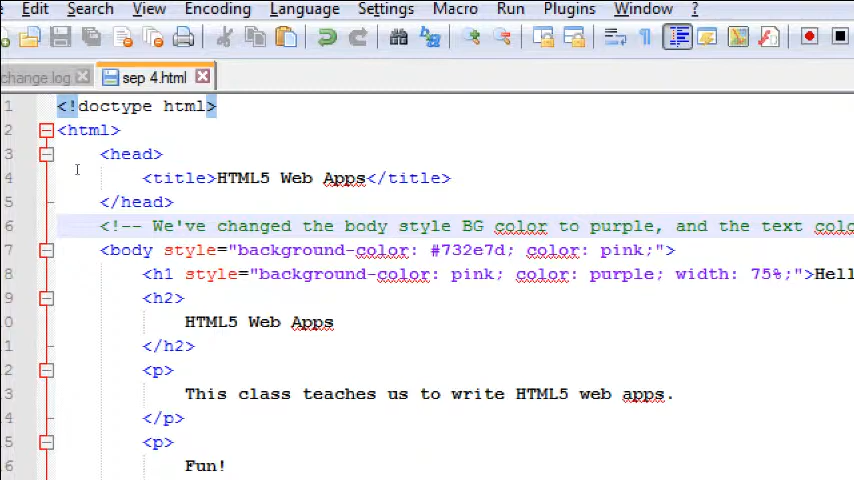 Edit Search View Encoding Language Settings Macro Run Plugins Window ?
change log sep 4.html
1 <!doctype html>
2 <html>
3 <head>
4 <title>HTML5 Web Apps</title>
5 </head>
6 <!-- We've changed the body style BG color to purple, and the text colo
7 <body style="background-color: #732e7d; color: pink;">
8 <h1 style="background-color: pink; color: purple; width: 75%;">Hell
9 <h2>
0 HTML5 Web Apps
1 </h2>
2 <p>
3 This class teaches us to write HTML5 web apps.
4 </p>
5 <p>
6 Fun!